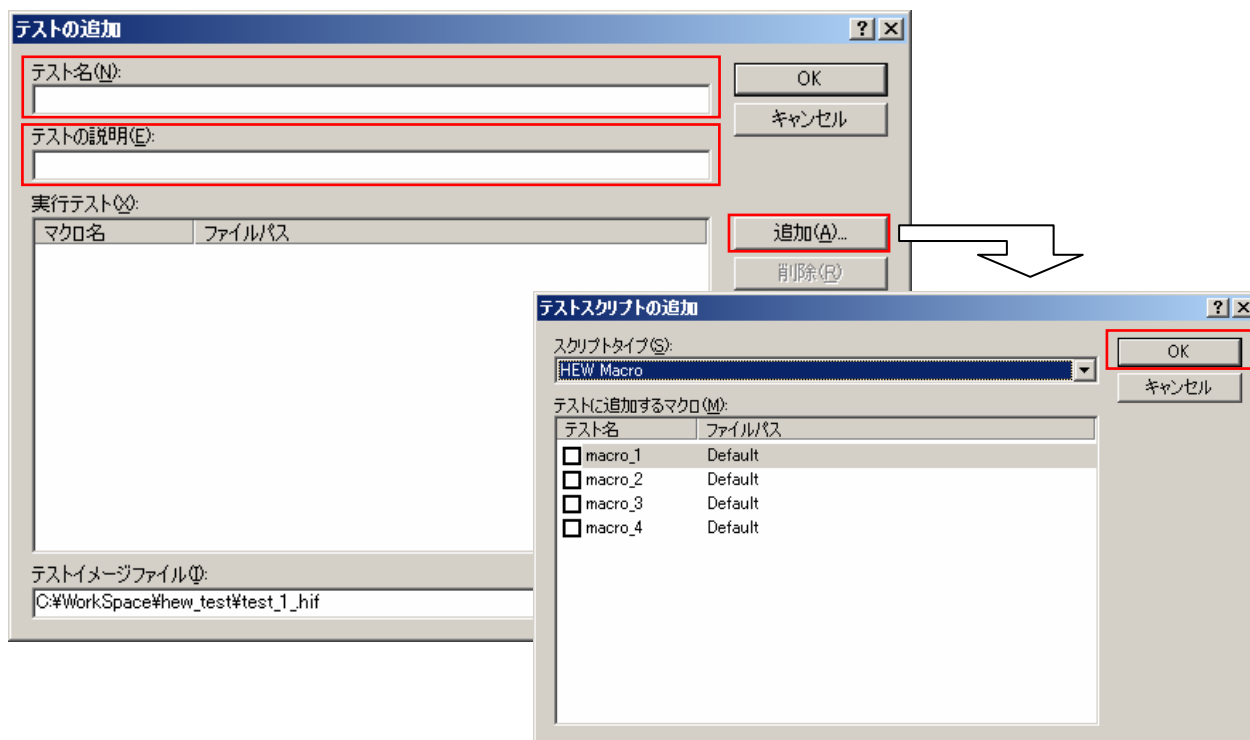 テストの追加
テスト名(N):
OK
キャンセル
テストの説明(E):
実行テスト(X):
マクロ名 ファイルパス
追加(A)...
削除(R)
テストイメージファイル(I):
C:¥WorkSpace¥hew_test¥test_1_.hif
テストスクリプトの追加
スクリプトタイプ(S):
HEW Macro
OK
キャンセル
テストに追加するマクロ(M):
テスト名 ファイルパス
macro_1 Default
macro_2 Default
macro_3 Default
macro_4 Default